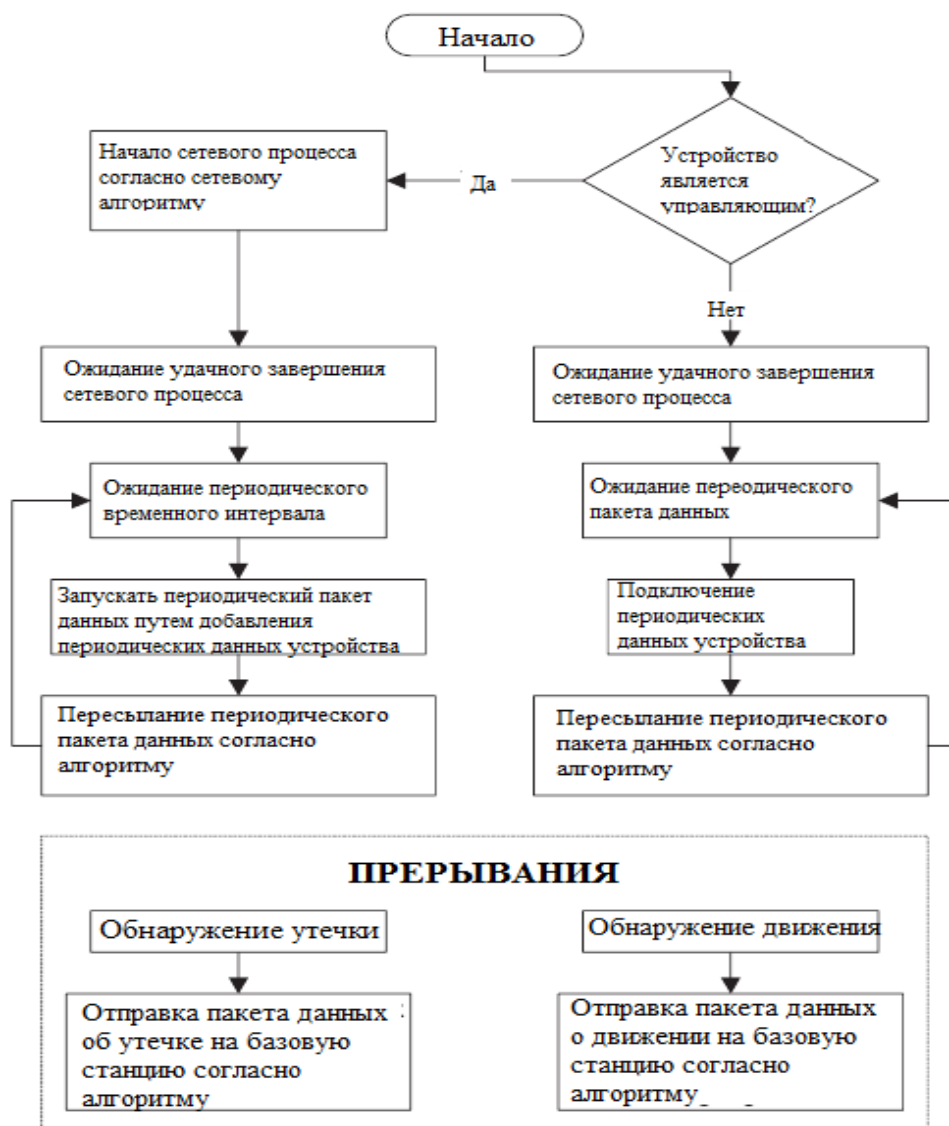 Начало
Устройство
является
управляющим?
Да
Начало сетевого процесса
согласно сетевому
алгоритму
Нет
Ожидание удачного завершения
сетевого процесса
Ожидание удачного завершения
сетевого процесса
Ожидание периодического
временного интервала
Ожидание переодического
пакета данных
Запускать периодический пакет
данных путем добавления
периодических данных устройства
Подключение
периодических
данных устройства
Пересылание периодического
пакета данных согласно
алгоритму
Пересылание периодического
пакета данных согласно
алгоритму
ПРЕРЫВАНИЯ
Обнаружение утечки
Обнаружение движения
Отправка пакета данных
об утечке на базовую
станцию согласно
алгоритму
Отправка пакета данных
о движении на базовую
станцию согласно
алгоритму